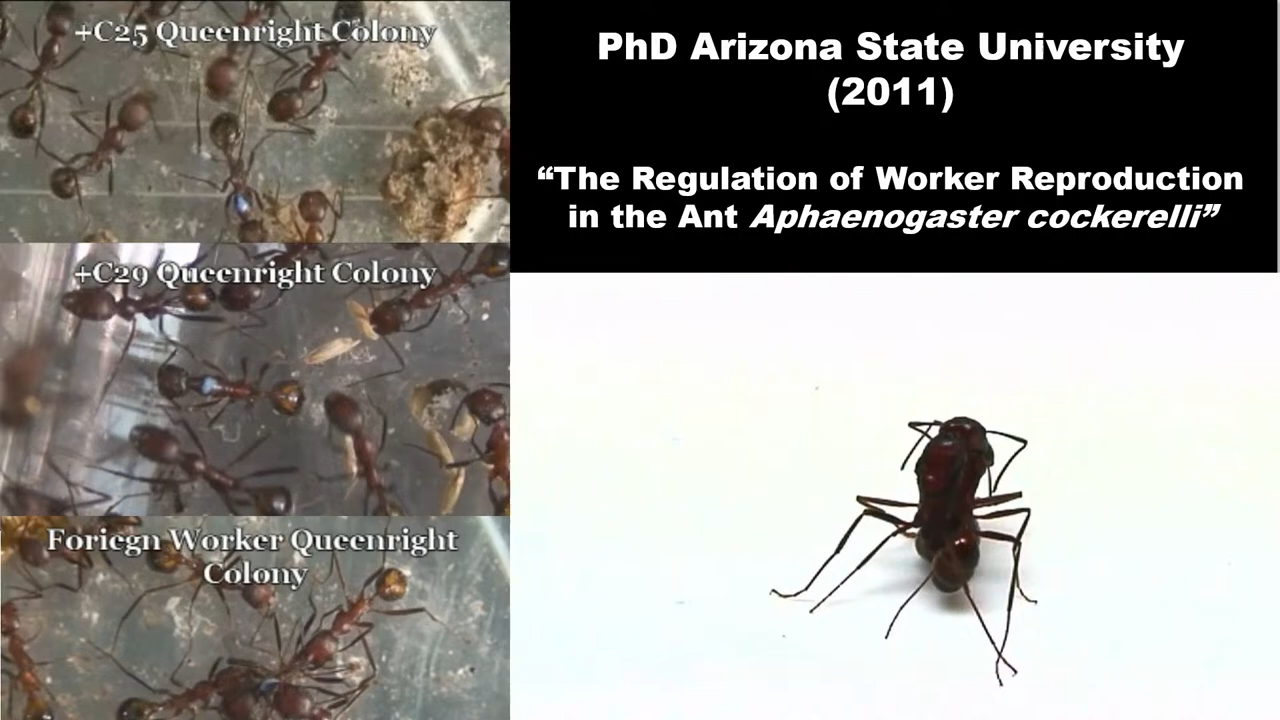 +C25 Queenright Colony
+C29 Queenright Colony
Foriegn Worker Queenright
Colony
PhD Arizona State University
(2011)
“The Regulation of Worker Reproduction
in the Ant Aphaenogaster cockerelli”